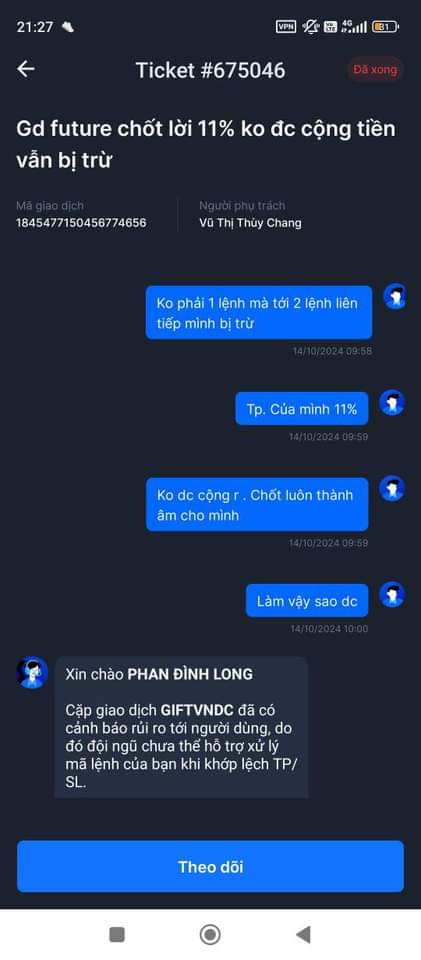 21:27
VPN
Vo LTE
4G
31
Ticket #675046
Đã xong
Gd future chốt lời 11% ko đc cộng tiền
vẫn bị trừ
Mã giao dịch
1845477150456774656
Người phụ trách
Vũ Thị Thùy Chang
Ko phải 1 lệnh mà tới 2 lệnh liên
tiếp mình bị trừ
14/10/2024 09:58
Tp. Của mình 11%
14/10/2024 09:59
Ko dc cộng r . Chốt luôn thành
âm cho mình
14/10/2024 09:59
Làm vậy sao dc
14/10/2024 10:00
Xin chào PHAN ĐÌNH LONG
Cặp giao dịch GIFTVNDC đã có
cảnh báo rủi ro tới người dùng, do
đó đội ngũ chưa thể hỗ trợ xử lý
mã lệnh của bạn khi khớp lệch TP/
SL.
Theo dõi